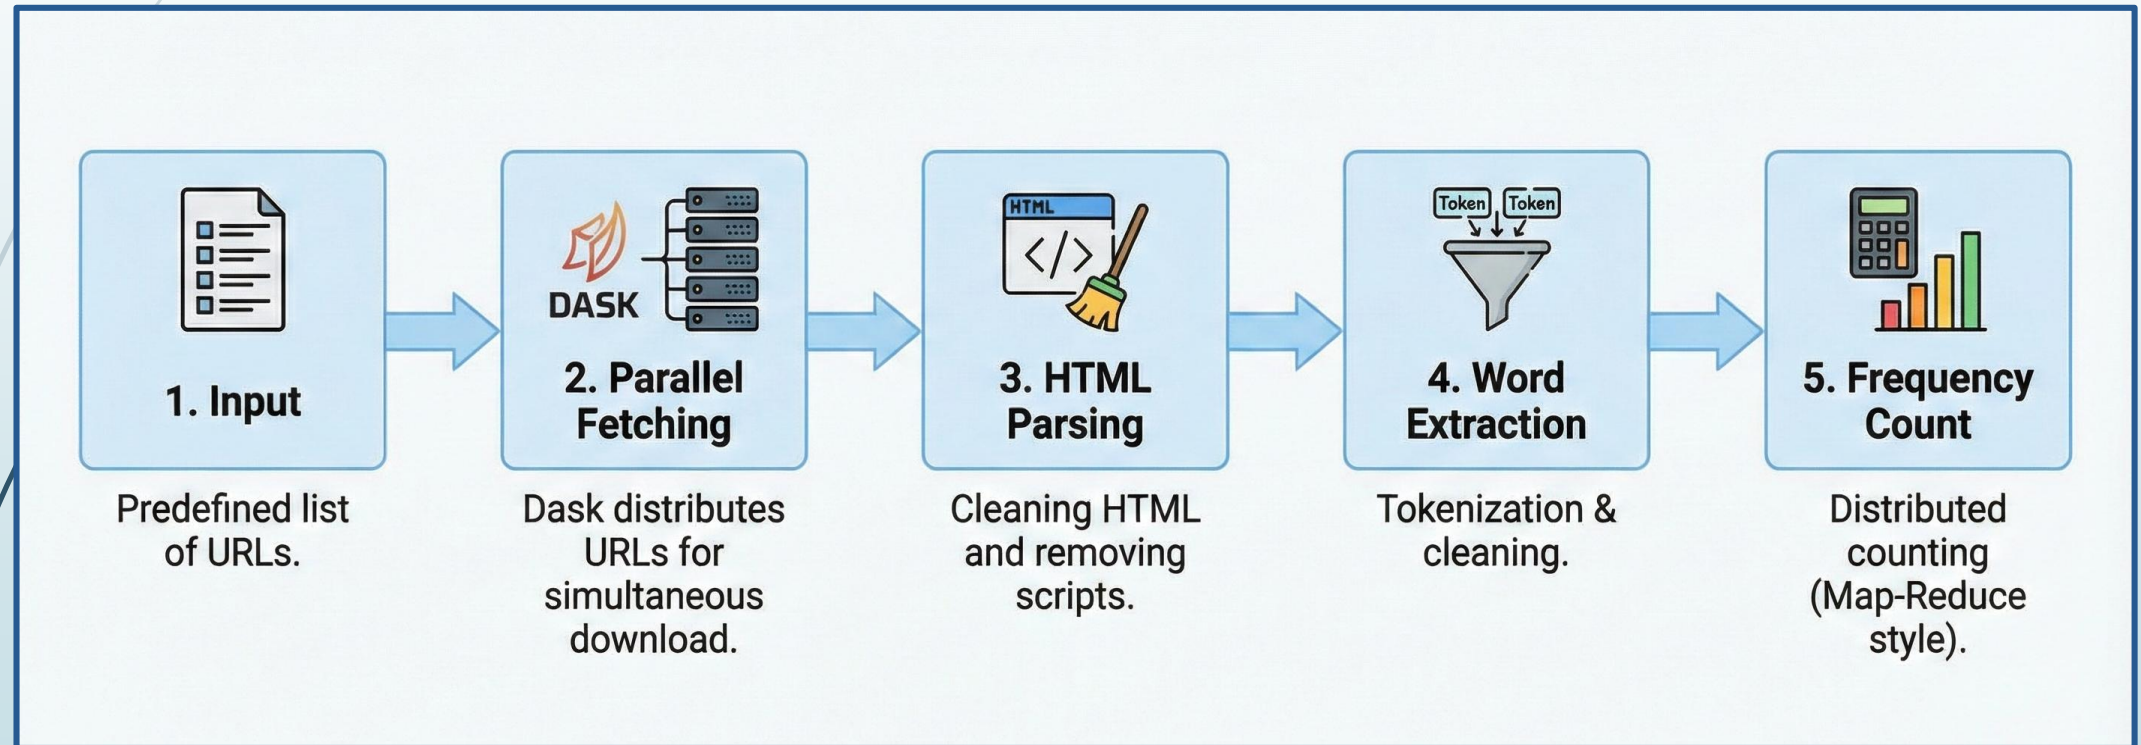 DASK
HTML
</>
Token Token
1. Input
2. Parallel
Fetching
3. HTML
Parsing
4. Word
Extraction
5. Frequency
Count
Predefined list
of URLs.
Dask distributes
URLs for
simultaneous
download.
Cleaning HTML
and removing
scripts.
Tokenization &
cleaning.
Distributed
counting
(Map-Reduce
style).